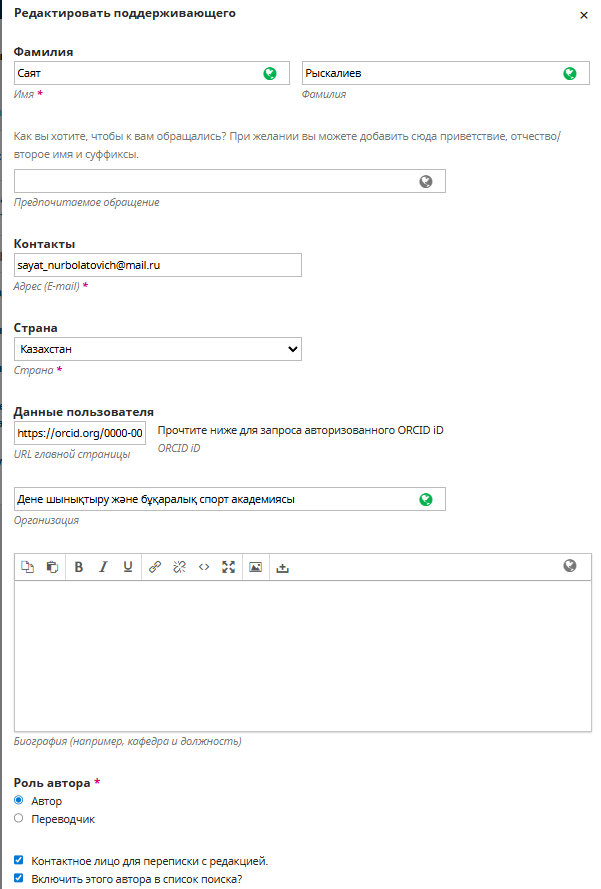 Редактировать поддерживающего
Фамилия
Саят
Рыскалиев
Имя *
Фамилия
Как вы хотите, чтобы к вам обращались? При желании вы можете добавить сюда приветствие, отчество/
второе имя и суффиксы.
Предпочитаемое обращение
Контакты
sayat_nurbolatovich@mail.ru
Адрес (E-mail) *
Страна
Казахстан
Страна *
Данные пользователя
https://orcid.org/0000-00
Прочтите ниже для запроса авторизованного ORCID iD
URL главной страницы
ORCID iD
Дене шынықтыру және бұқаралық спорт академиясы
Организация
B I U
Биография (например, кафедра и должность)
Роль автора *
Автор
Переводчик
Контактное лицо для переписки с редакцией.
Включить этого автора в список поиска?